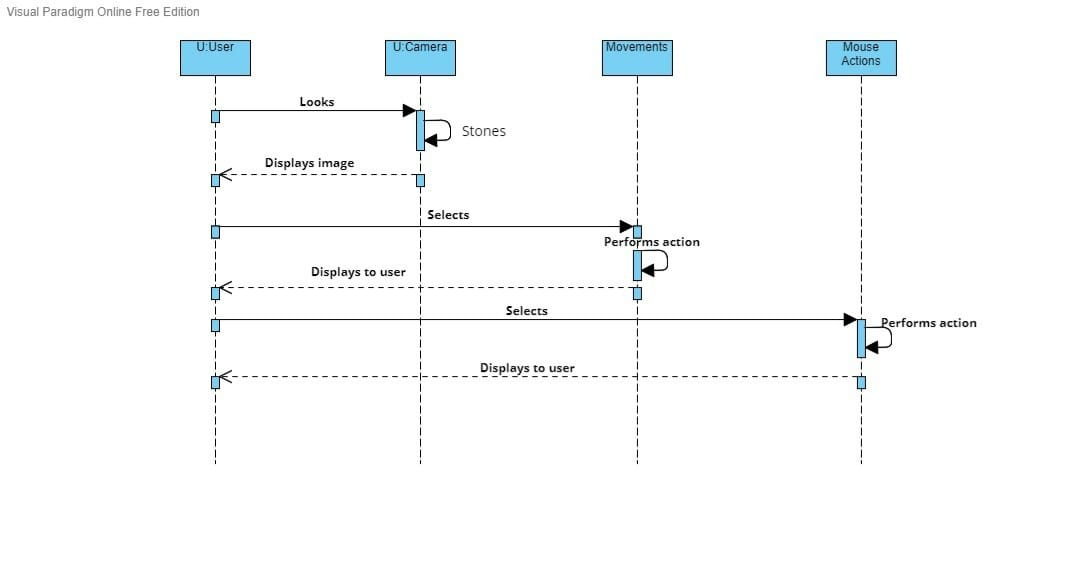 Visual Paradigm Online Free Edition
U:User
U:Camera
Movements
Mouse
Actions
Looks
Stones
Displays image
Selects
Performs action
Displays to user
Selects
Performs action
Displays to user